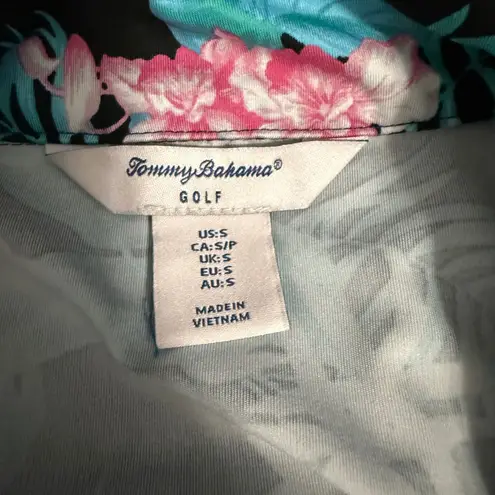 Tommy Bahama®
GOLF
US:S
CA:S/P
UK:S
EU:S
AU:S
MADE IN
VIETNAM